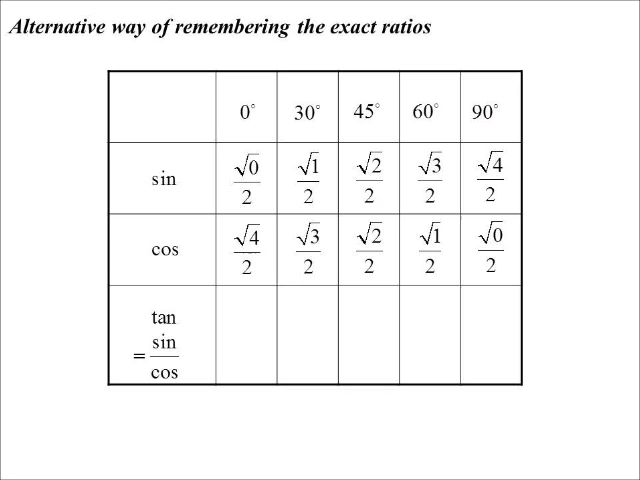 Alternative way of remembering the exact ratios
0° 30° 45° 60° 90°
sin √0/2 √1/2 √2/2 √3/2 √4/2
cos √4/2 √3/2 √2/2 √1/2 √0/2
tan
= sin/cos